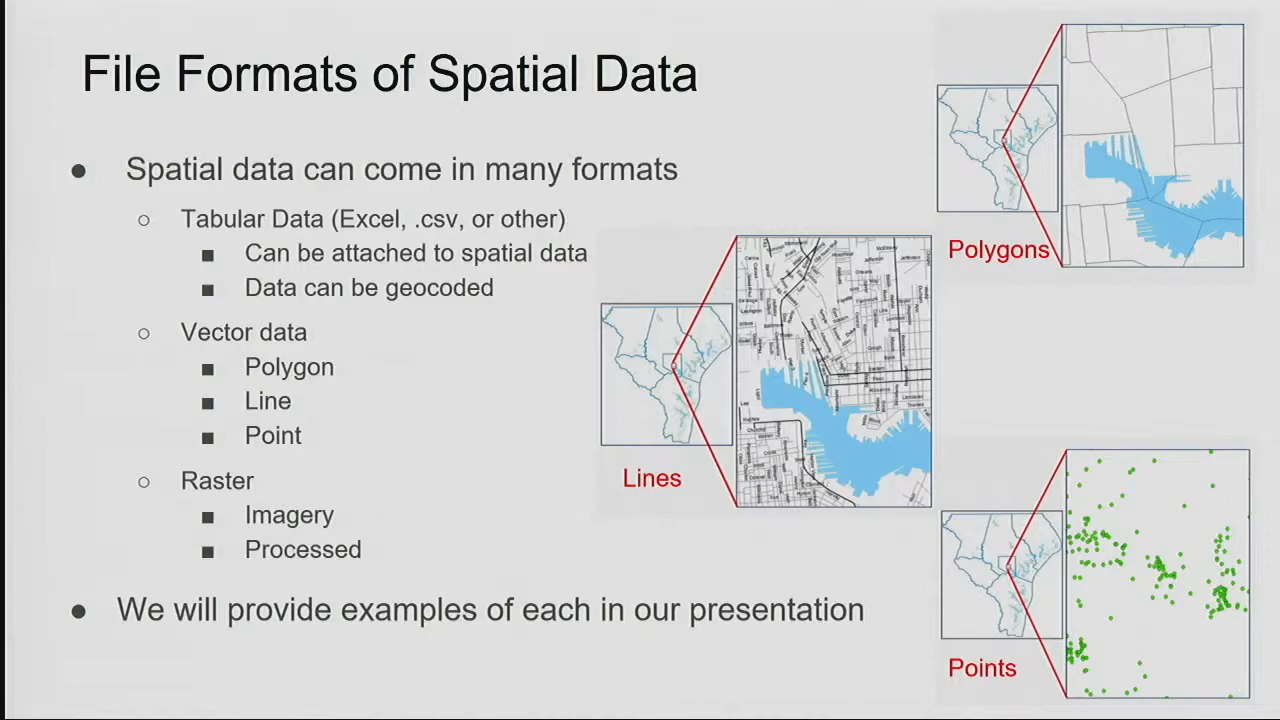 File Formats of Spatial Data
● Spatial data can come in many formats
○ Tabular Data (Excel, .csv, or other)
■ Can be attached to spatial data
■ Data can be geocoded
○ Vector data
■ Polygon
■ Line
■ Point
○ Raster
■ Imagery
■ Processed
● We will provide examples of each in our presentation
Polygons
Lines
Points